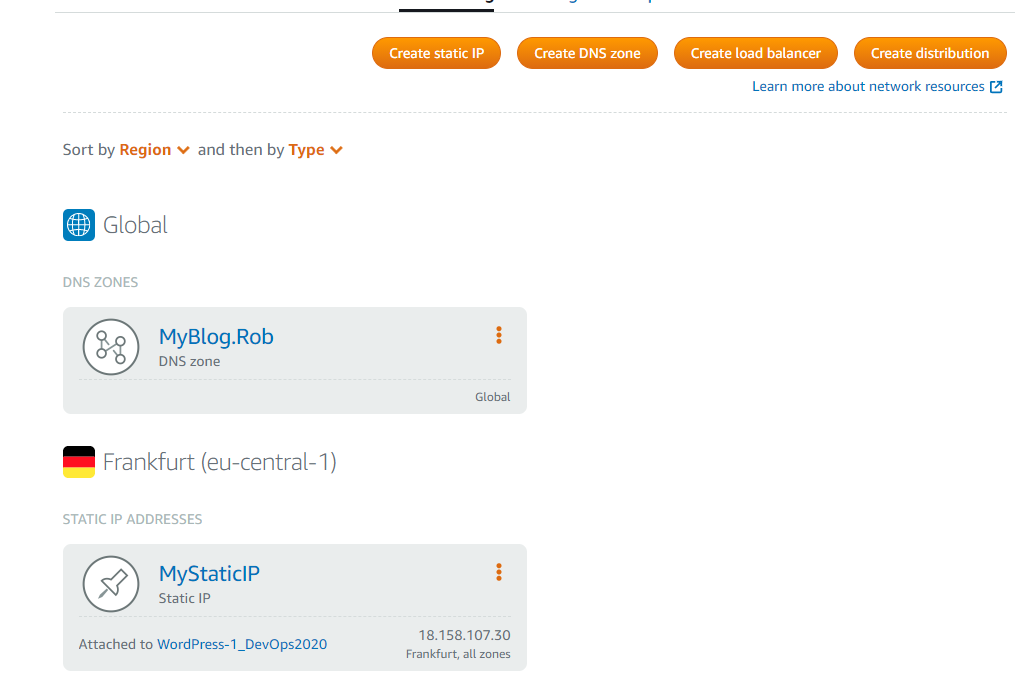 Create static IP
Create DNS zone
Create load balancer
Create distribution
Learn more about network resources
Sort by Region and then by Type
Global
DNS ZONES
MyBlog.Rob
DNS zone
Global
Frankfurt (eu-central-1)
STATIC IP ADDRESSES
MyStaticIP
Static IP
Attached to WordPress-1_DevOps2020
18.158.107.30
Frankfurt, all zones